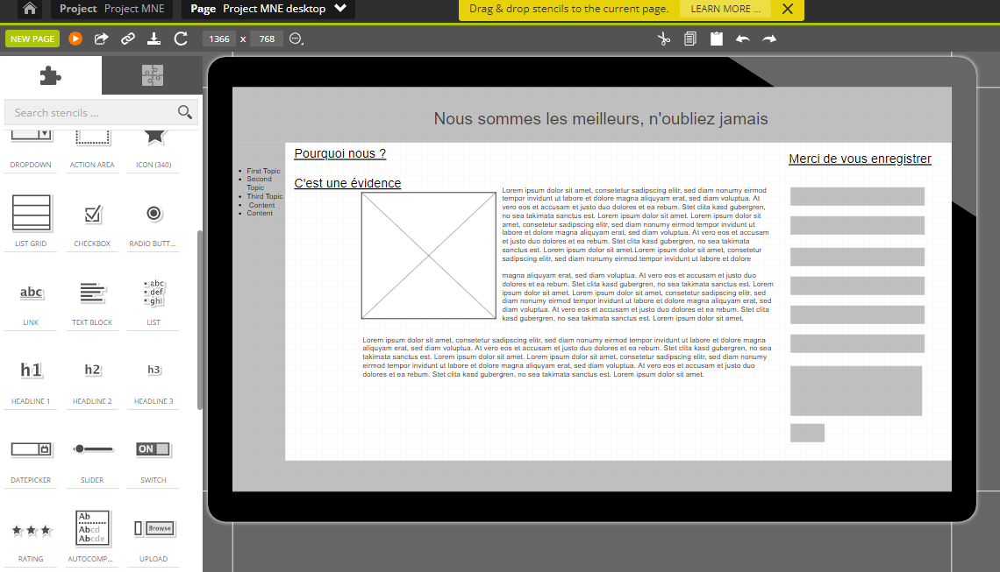 Project Project MNE
Page Project MNE desktop
Drag & drop stencils to the current page.
LEARN MORE ...
NEW PAGE
1366 x 768
Search stencils ...
DROPDOWN
ACTION AREA
ICON (340)
LIST GRID
CHECKBOX
RADIO BUTT...
abc
abc
def
ghi
LINK
TEXT BLOCK
LIST
h1
h2
h3
HEADLINE 1
HEADLINE 2
HEADLINE 3
ON
DATEPICKER
SLIDER
SWITCH
Ab
Abcd
Abcde
Browse
RATING
AUTOCOMP...
UPLOAD
Nous sommes les meilleurs, n'oubliez jamais
First Topic
Second
Topic
Third Topic
Content
Content
Pourquoi nous ?
C'est une évidence
Lorem ipsum dolor sit amet, consetetur sadipscing elitr, sed diam nonumy eirmod
tempor invidunt ut labore et dolore magna aliquyam erat, sed diam voluptua. At
vero eos et accusam et justo duo dolores et ea rebum. Stet clita kasd gubergren,
no sea takimata sanctus est. Lorem ipsum dolor sit amet. Lorem ipsum dolor sit
amet, consetetur sadipscing elitr, sed diam nonumy eirmod tempor invidunt ut
labore et dolore magna aliquyam erat, sed diam voluptua. At vero eos et accusam
et justo duo dolores et ea rebum. Stet clita kasd gubergren, no sea takimata
sanctus est. Lorem ipsum dolor sit amet.Lorem ipsum dolor sit amet, consetetur
sadipscing elitr, sed diam nonumy eirmod tempor invidunt ut labore et dolore
magna aliquyam erat, sed diam voluptua. At vero eos et accusam et justo duo
dolores et ea rebum. Stet clita kasd gubergren, no sea takimata sanctus est. Lorem
ipsum dolor sit amet. Lorem ipsum dolor sit amet, consetetur sadipscing elitr, sed
diam nonumy eirmod tempor invidunt ut labore et dolore magna aliquyam erat, sed
diam voluptua. At vero eos et accusam et justo duo dolores et ea rebum. Stet clita
kasd gubergren, no sea takimata sanctus est. Lorem ipsum dolor sit amet.
Lorem ipsum dolor sit amet, consetetur sadipscing elitr, sed diam nonumy eirmod tempor invidunt ut labore et dolore magna
aliquyam erat, sed diam voluptua. At vero eos et accusam et justo duo dolores et ea rebum. Stet clita kasd gubergren, no sea
takimata sanctus est. Lorem ipsum dolor sit amet. Lorem ipsum dolor sit amet, consetetur sadipscing elitr, sed diam nonumy
eirmod tempor invidunt ut labore et dolore magna aliquyam erat, sed diam voluptua. At vero eos et accusam et justo duo
dolores et ea rebum. Stet clita kasd gubergren, no sea takimata sanctus est. Lorem ipsum dolor sit amet.
Merci de vous enregistrer